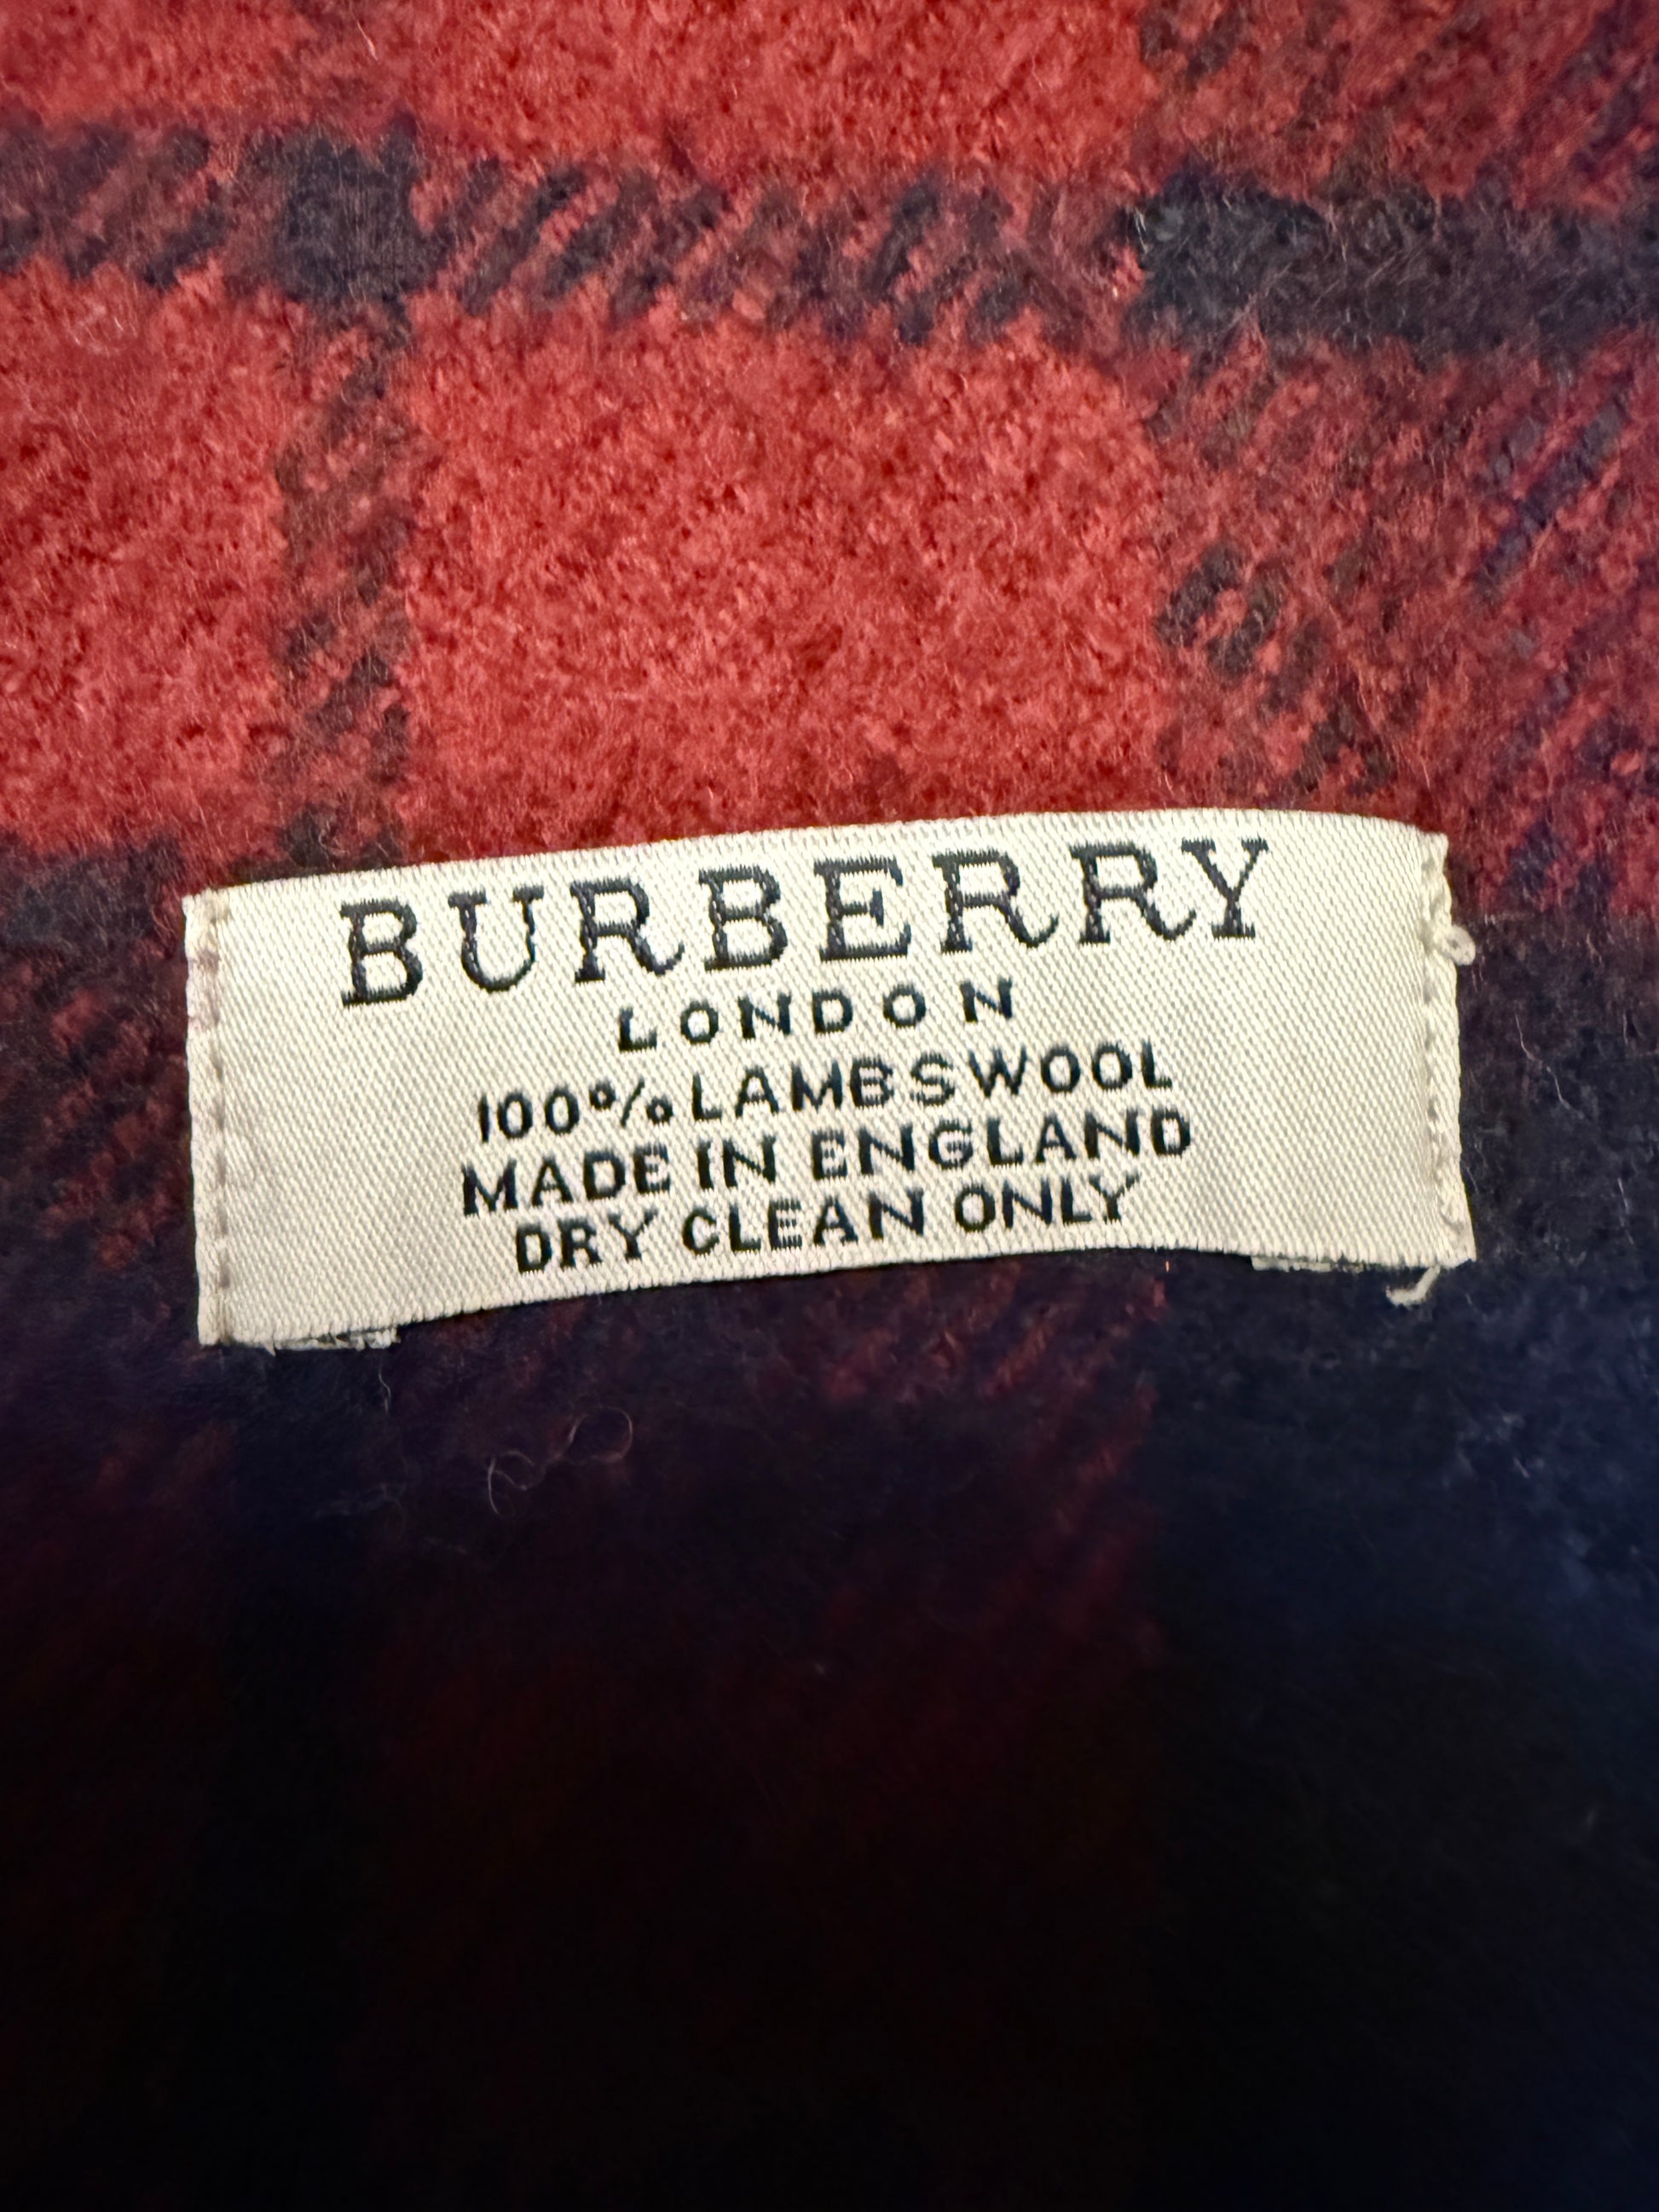 BURBERRY
LONDON
100% LAMBSWOOL
MADE IN ENGLAND
DRY CLEAN ONLY